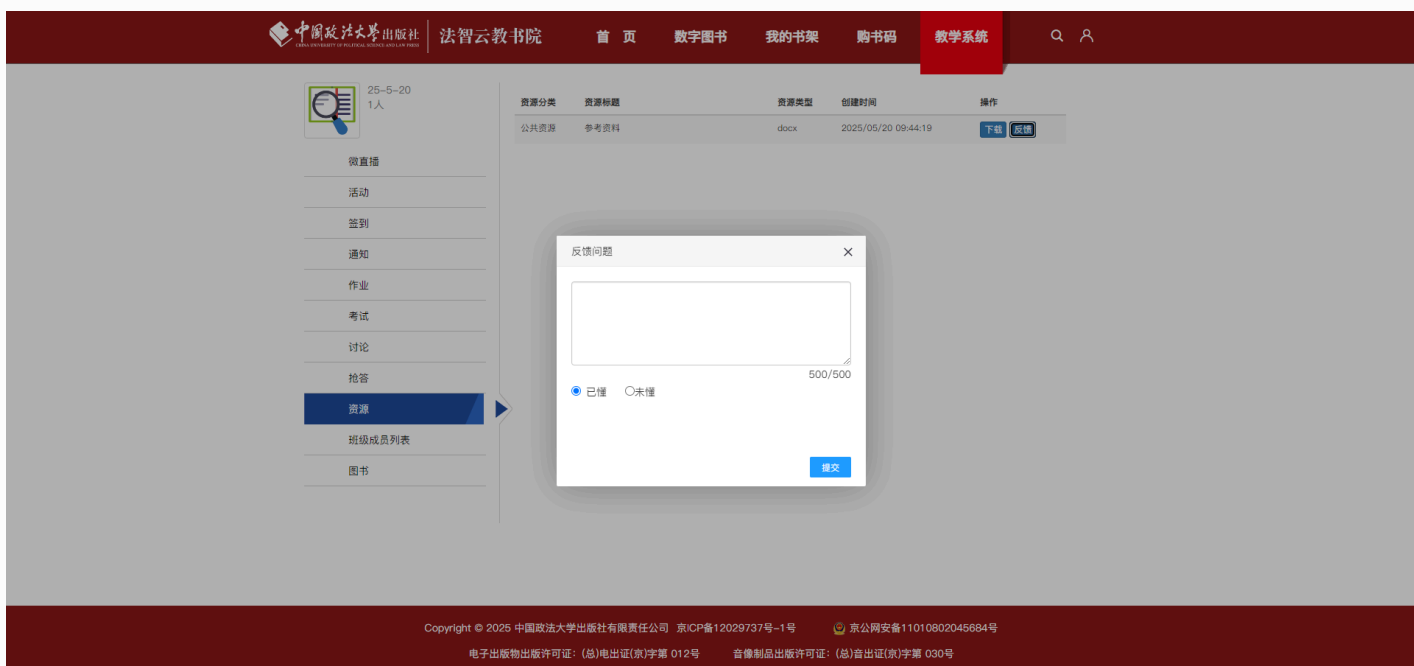 中国政法大学出版社 法智云教书院 首 页 数字图书 我的书架 购书码 教学系统
CHINA UNIVERSITY OF POLITICAL SCIENCE AND LAW PRESS
25-5-20
1人
资源分类 资源标题 资源类型 创建时间 操作
公共资源 参考资料 docx 2025/05/20 09:44:19 下载 反馈
微直播
活动
签到
通知
作业
考试
讨论
抢答
资源
班级成员列表
图书
反馈问题
500/500
已懂 未懂
提交
Copyright © 2025 中国政法大学出版社有限责任公司 京ICP备12029737号-1号 京公网安备11010802045684号
电子出版物出版许可证：(总)电出证(京)字第 012号 音像制品出版许可证：(总)音出证(京)字第 030号